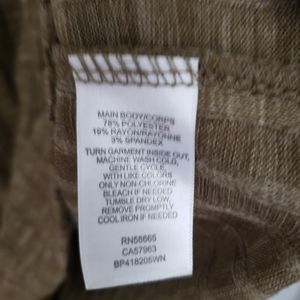 MAIN BODY/CORPS
78% POLYESTER
19% RAYON/RAYONNE
3% SPANDEX
TURN GARMENT INSIDE OUT,
MACHINE WASH COLD,
GENTLE CYCLE
WITH LIKE COLORS
ONLY NON-CHLORINE
BLEACH IF NEEDED
TUMBLE DRY LOW,
REMOVE PROMPTLY
COOL IRON IF NEEDED
RN58665
CA57963
BP418205WN